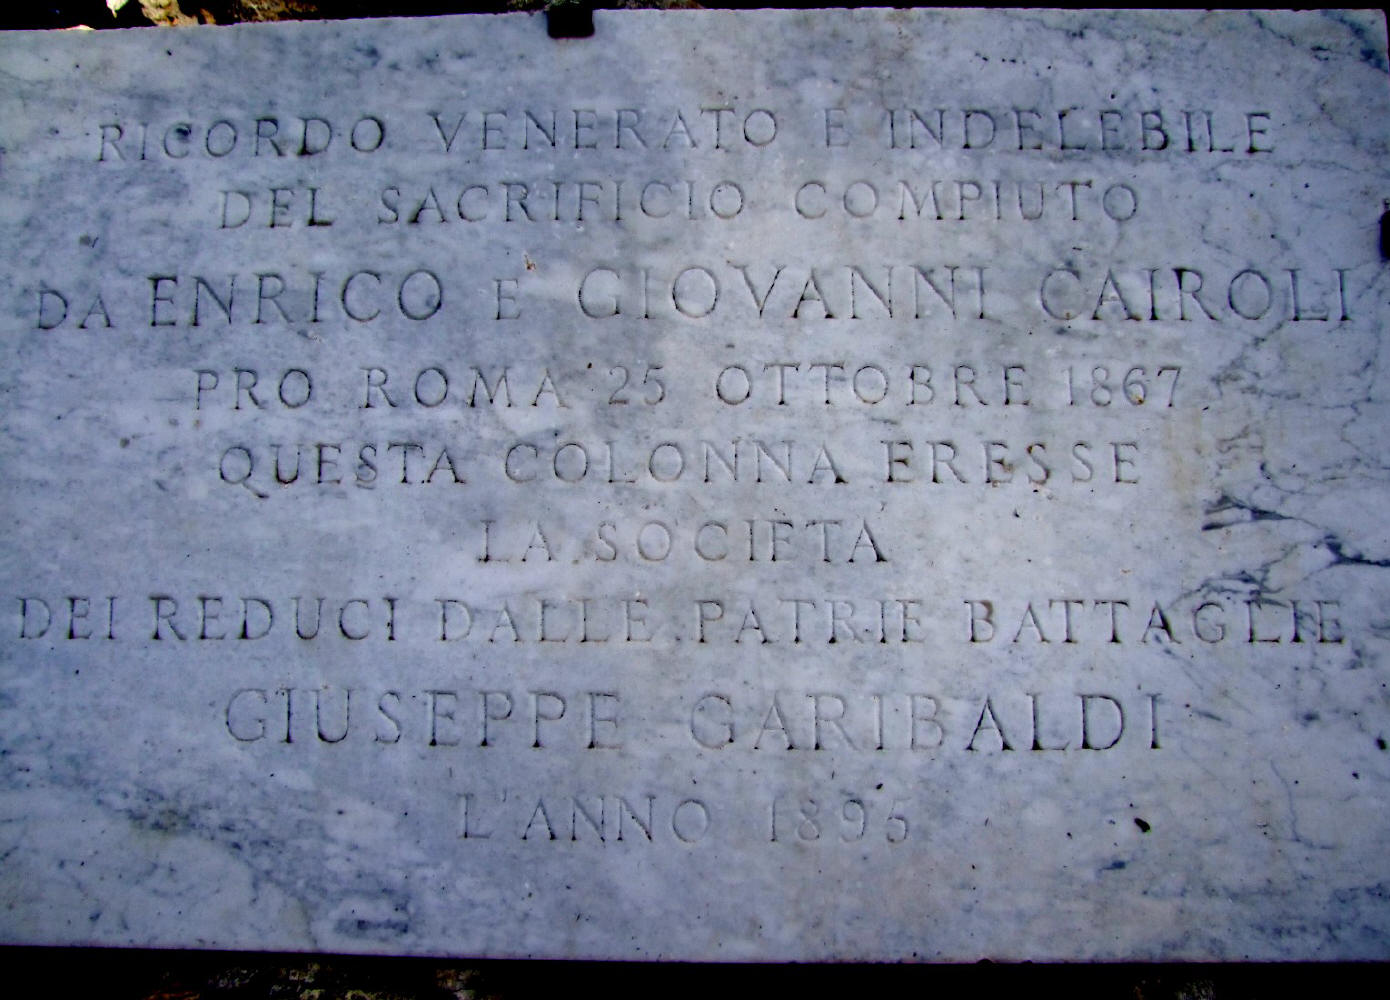 RICORDO VENERATO E INDELEBILE
DEL SACRIFICIO COMPIUTO
DA ENRICO E GIOVANNI CAIROLI
PRO ROMA 25 OTTOBRE 1867
QUESTA COLONNA ERESSE
LA SOCIETÀ
DEI REDUCI DALLE PATRIE BATTAGLIE
GIUSEPPE GARIBALDI
L'ANNO 1895